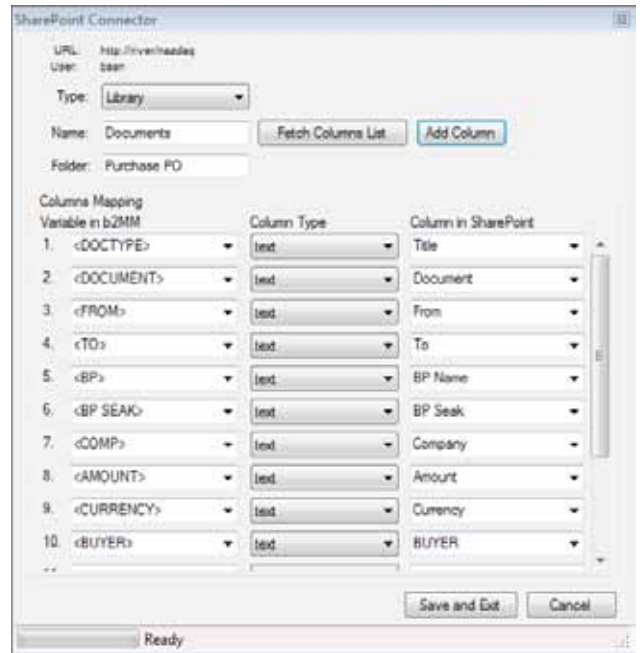 SharePoint Connector
URL:
User: baan
Type: Library
Name: Documents Fetch Columns List Add Column
Folder: Purchase PO
Columns Mapping
Variable in b2MM Column Type Column in SharePoint
1. <DOCTYPE> text Title
2. <DOCUMENT> text Document
3. <FROM> text From
4. <TO> text To
5. <BP> text BP Name
6. <BP SEAK> text BP Seak
7. <COMP> text Company
8. <AMOUNT> text Amount
9. <CURRENCY> text Currency
10. <BUYER> text BUYER
Save and Exit Cancel
Ready